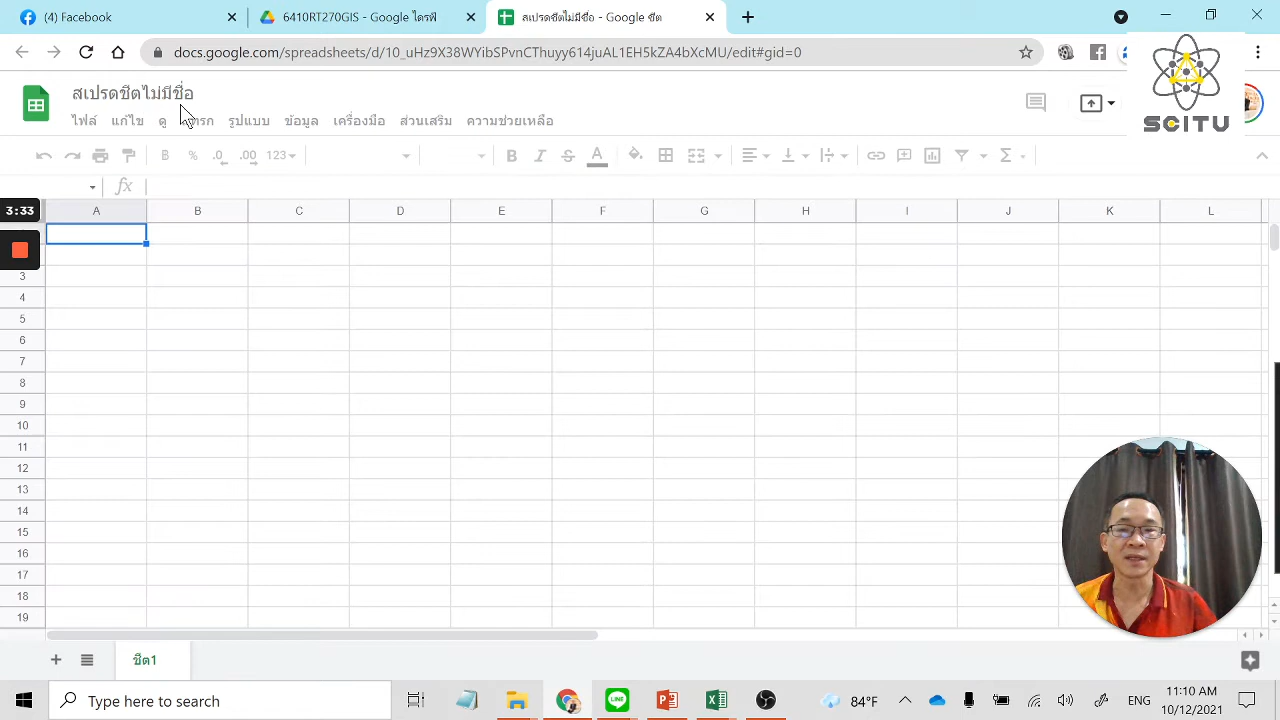 (4) Facebook
6410RT270GIS - Google ไดรฟ์
สเปรดชีตไม่มีชื่อ - Google ชีต
docs.google.com/spreadsheets/d/10_uHz9X38WYibSPvnCThuyy614juAL1EH5kZA4bXcMU/edit#gid=0
SCITU
สเปรดชีตไม่มีชื่อ
ไฟล์ แก้ไข ดู แทรก รูปแบบ ข้อมูล เครื่องมือ ส่วนเสริม ความช่วยเหลือ
B % .0 .00 123 B I S A Σ
fx
3:33
A B C D E F G H I J K L
3
4
5
6
7
8
9
10
11
12
13
14
15
16
17
18
19
ชีต1
Type here to search
84°F
ENG
11:10 AM
10/12/2021